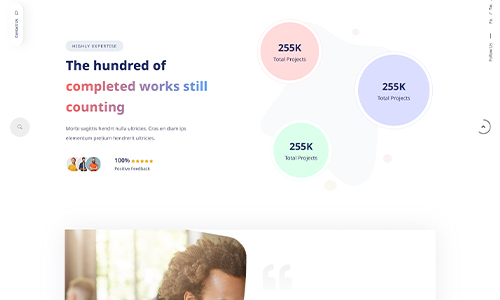 HIGHLY EXPERTISE
The hundred of
completed works still
counting
Morbi sagittis hendrit nulla ultricies. Cras en diam ips
elementum pretium hendrerit ultricies.
100%
Positive Feedback
255K
Total Projects
255K
Total Projects
255K
Total Projects
Contact Us
Follow Us
Fb / Tw /
“